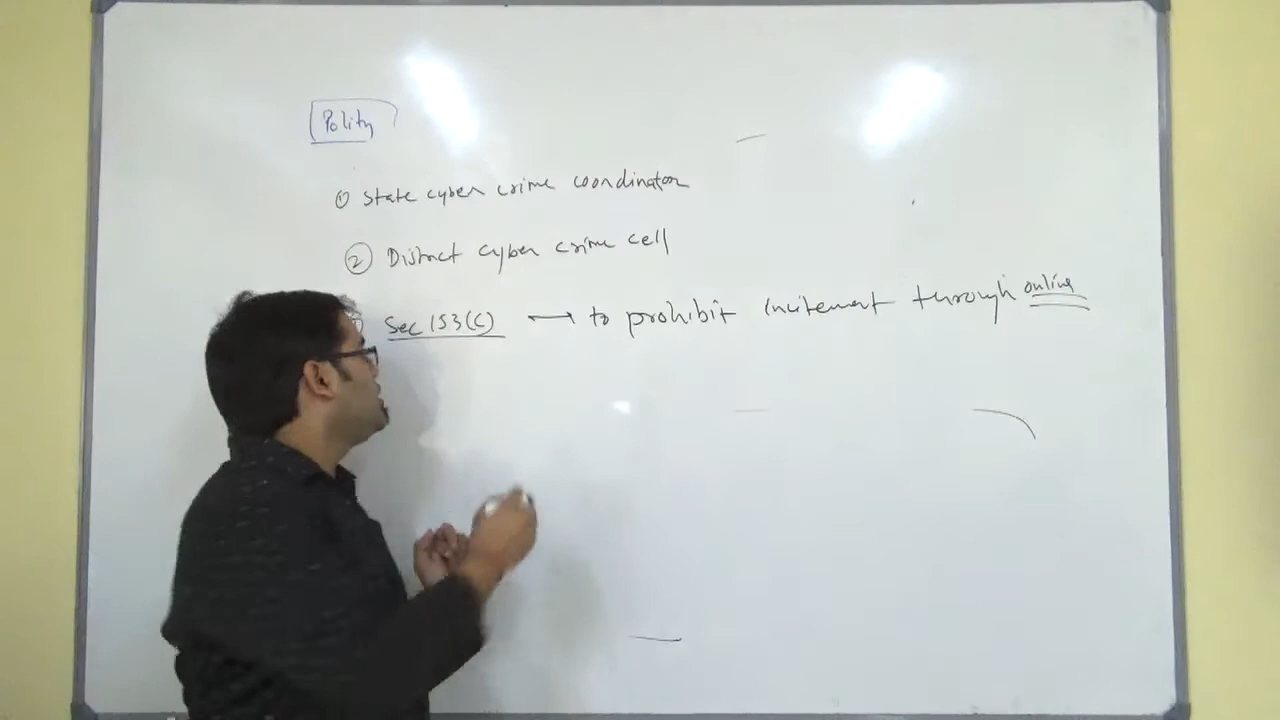 Polity
① State cyber crime coordinator
② District cyber crime cell
Sec 153(C) → to prohibit incitement through online